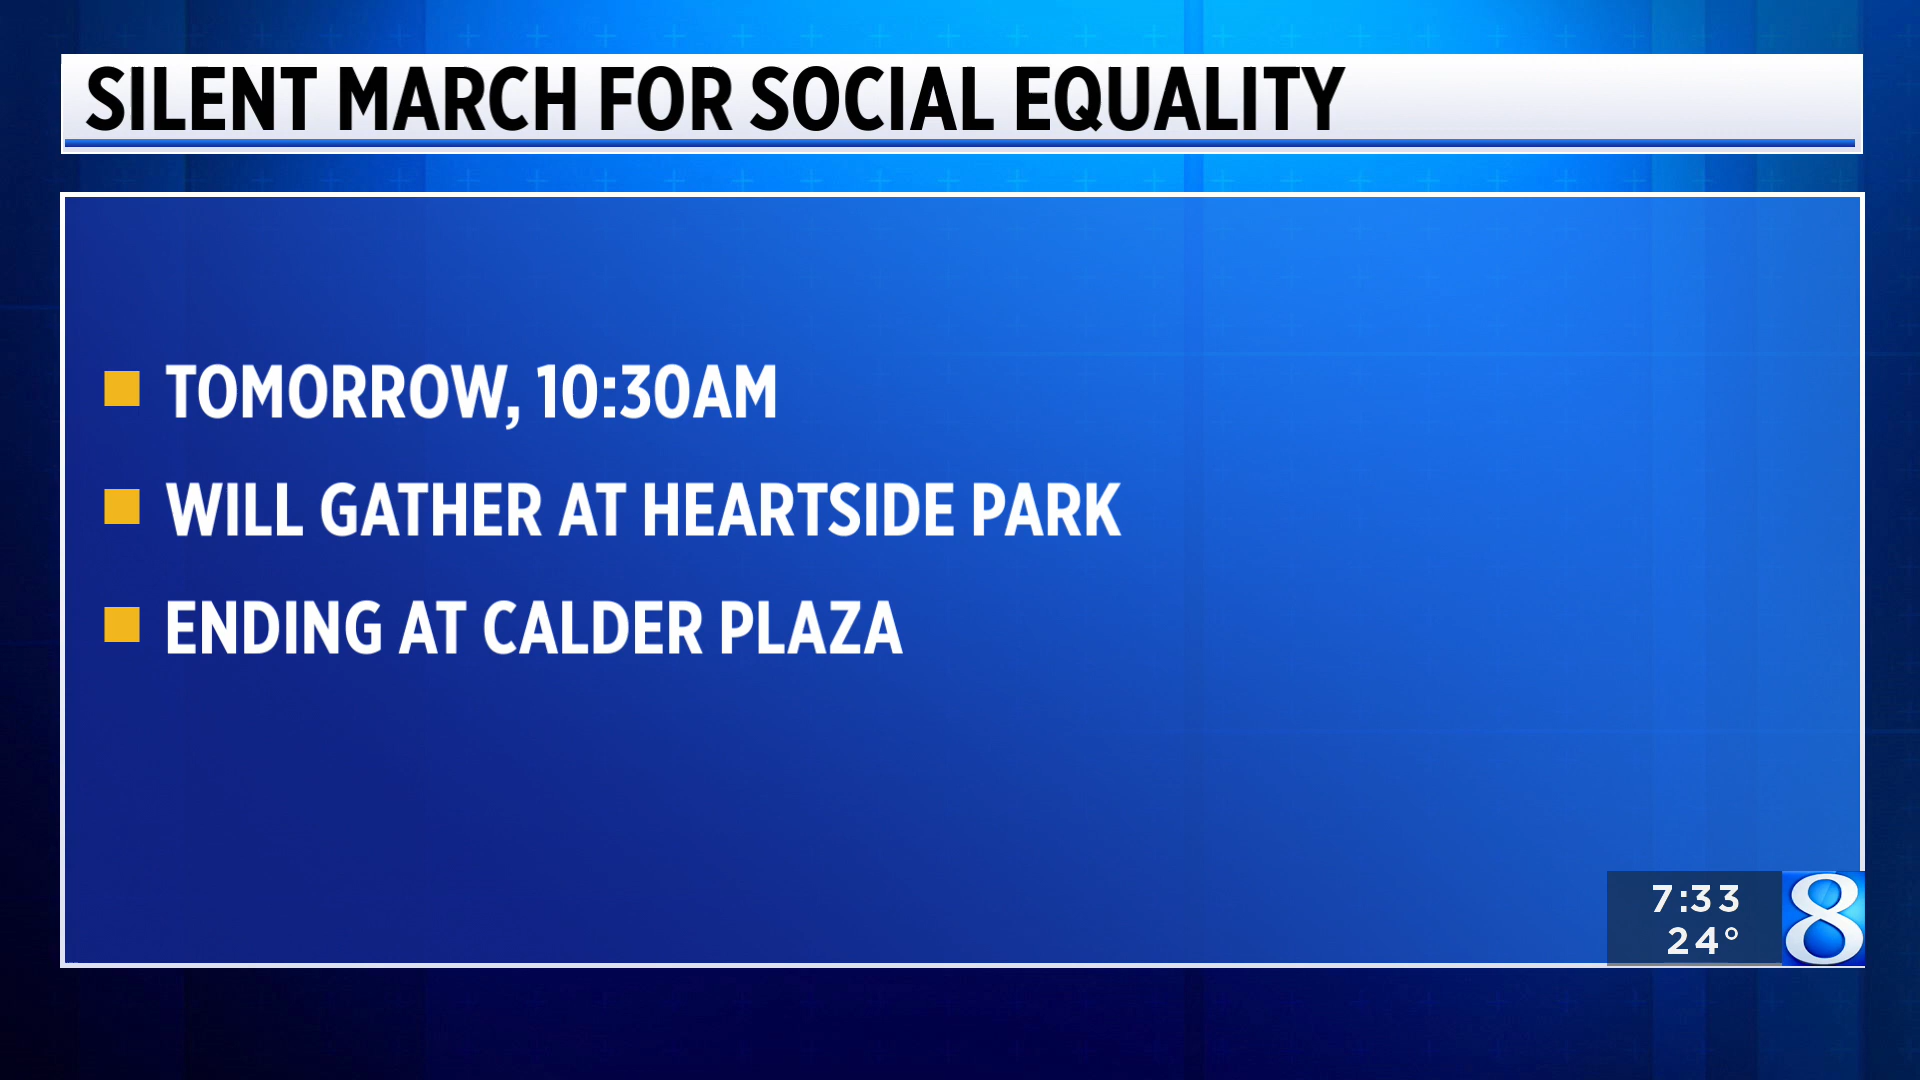 SILENT MARCH FOR SOCIAL EQUALITY
TOMORROW, 10:30AM
WILL GATHER AT HEARTSIDE PARK
ENDING AT CALDER PLAZA
7:33
24°
8